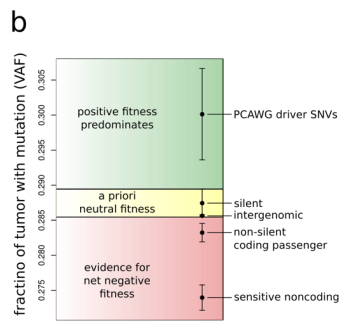 b
fractino of tumor with mutation (VAF)
0.305
0.300
0.295
0.290
0.285
0.280
0.275
positive fitness
predominates
a priori
neutral fitness
evidence for
net negative
fitness
PCAWG driver SNVs
silent
intergenomic
non-silent
coding passenger
sensitive noncoding